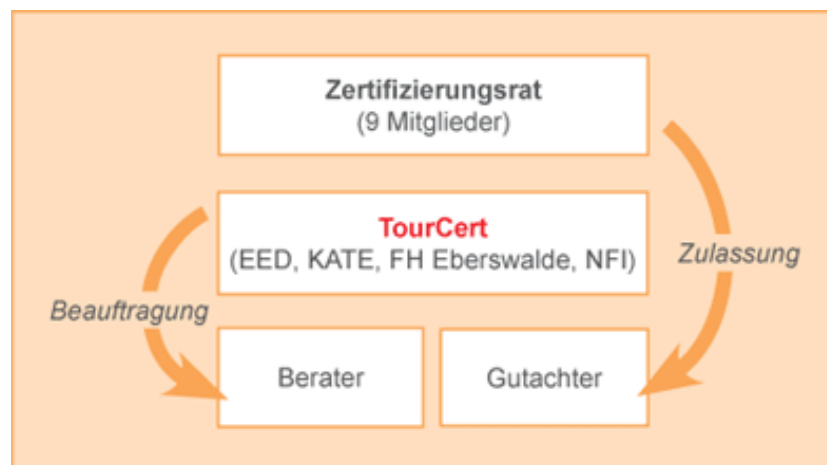 Zertifizierungsrat
(9 Mitglieder)
TourCert
(EED, KATE, FH Eberswalde, NFI)
Zulassung
Beauftragung
Berater
Gutachter